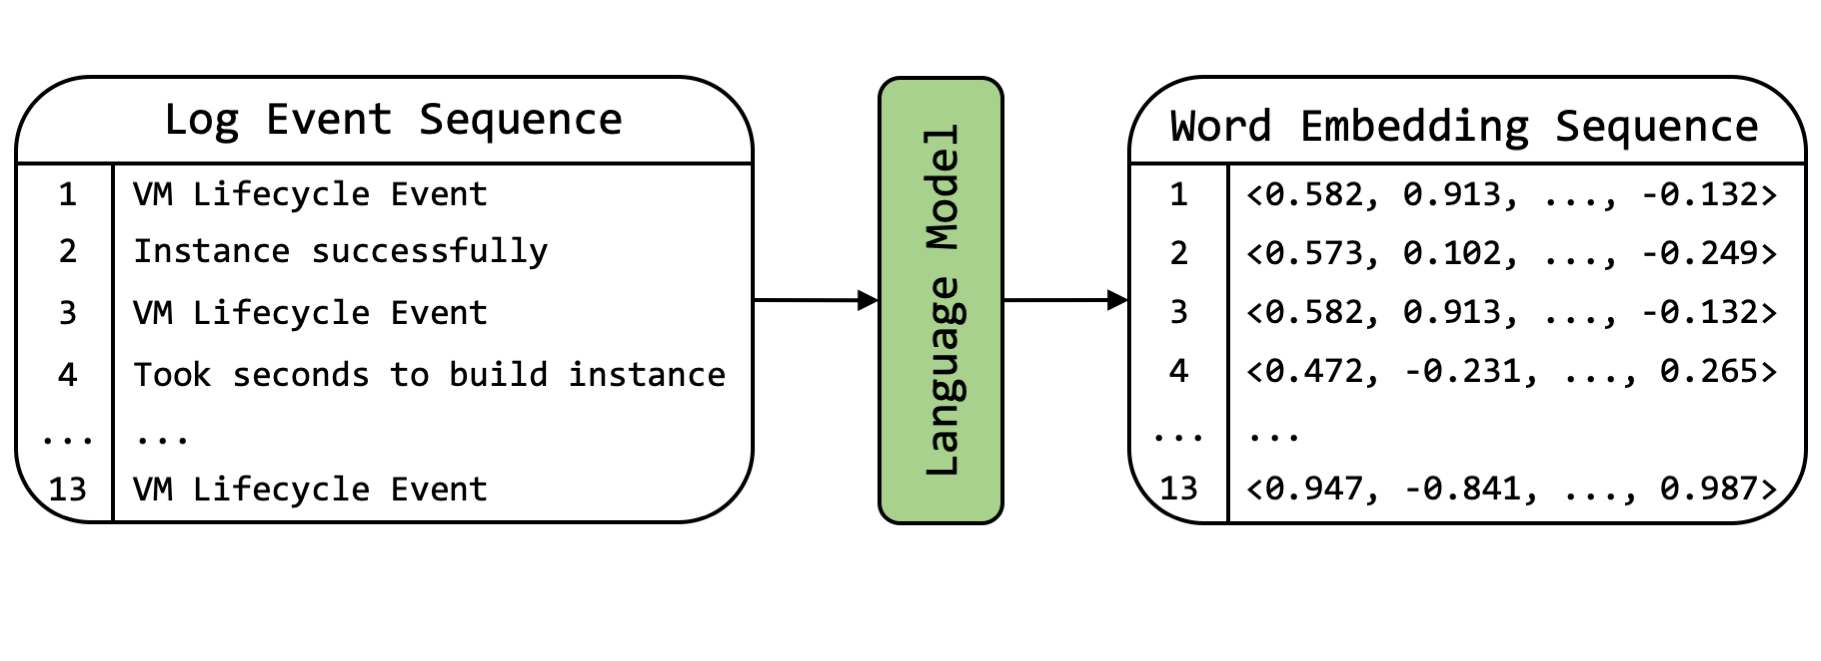 Log Event Sequence
1 VM Lifecycle Event
2 Instance successfully
3 VM Lifecycle Event
4 Took seconds to build instance
... ...
13 VM Lifecycle Event
Language Model
Word Embedding Sequence
1 <0.582, 0.913, ..., -0.132>
2 <0.573, 0.102, ..., -0.249>
3 <0.582, 0.913, ..., -0.132>
4 <0.472, -0.231, ..., 0.265>
... ...
13 <0.947, -0.841, ..., 0.987>